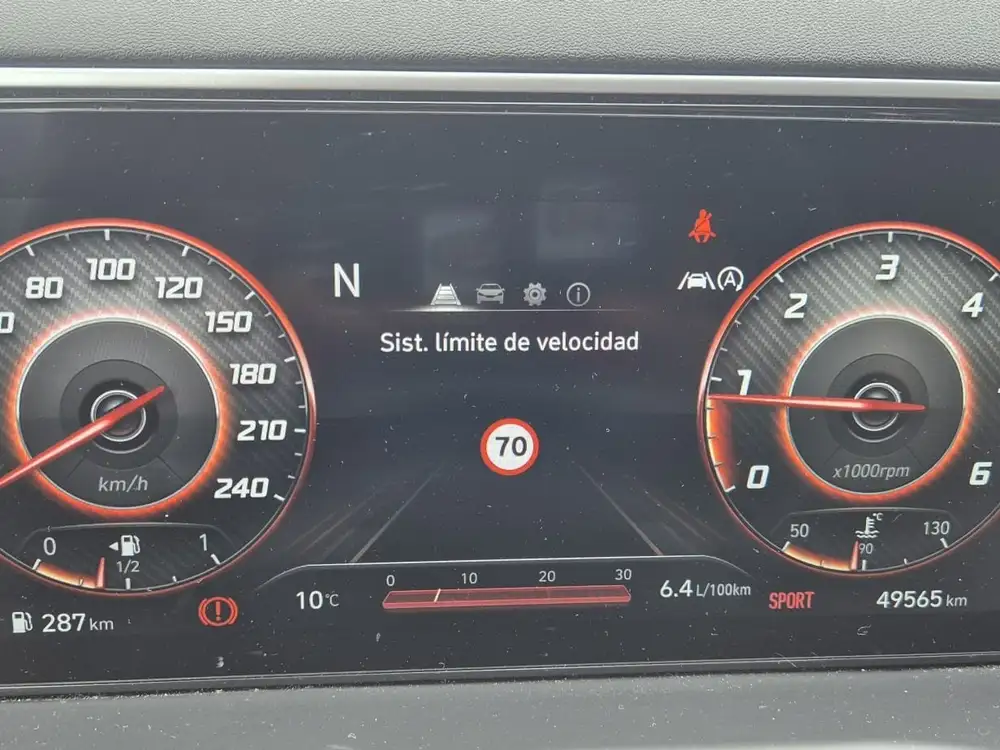 N
Sist. límite de velocidad
70
80
100
120
150
180
210
240
km/h
0
1/2
1
287 km
10°C
0
10
20
30
6.4 L/100km
A
0
1
2
3
4
6
x1000rpm
50
°C
90
130
SPORT
49565 km